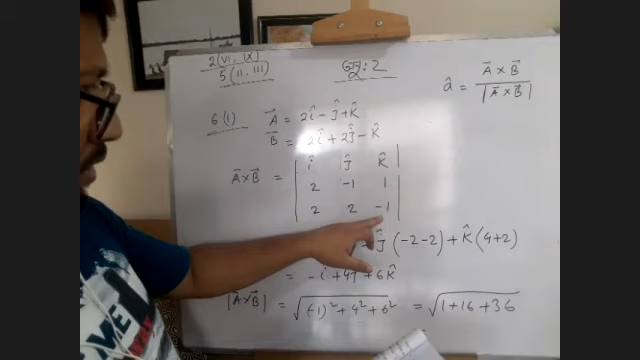 2(VI, IX)
5(II, III)
â = A⃗ × B⃗ / |A⃗ × B⃗|
6(1) A⃗ = 2î - ĵ + k̂
B⃗ = 2î + 2ĵ - k̂
A⃗ × B⃗ = | î ĵ k̂ |
| 2 -1 1 |
| 2 2 -1 |
ĵ (-2-2) + k̂ (4+2)
= -î + 4ĵ + 6k̂
|A⃗ × B⃗| = √(-1)² + 4² + 6² = √1+16+36